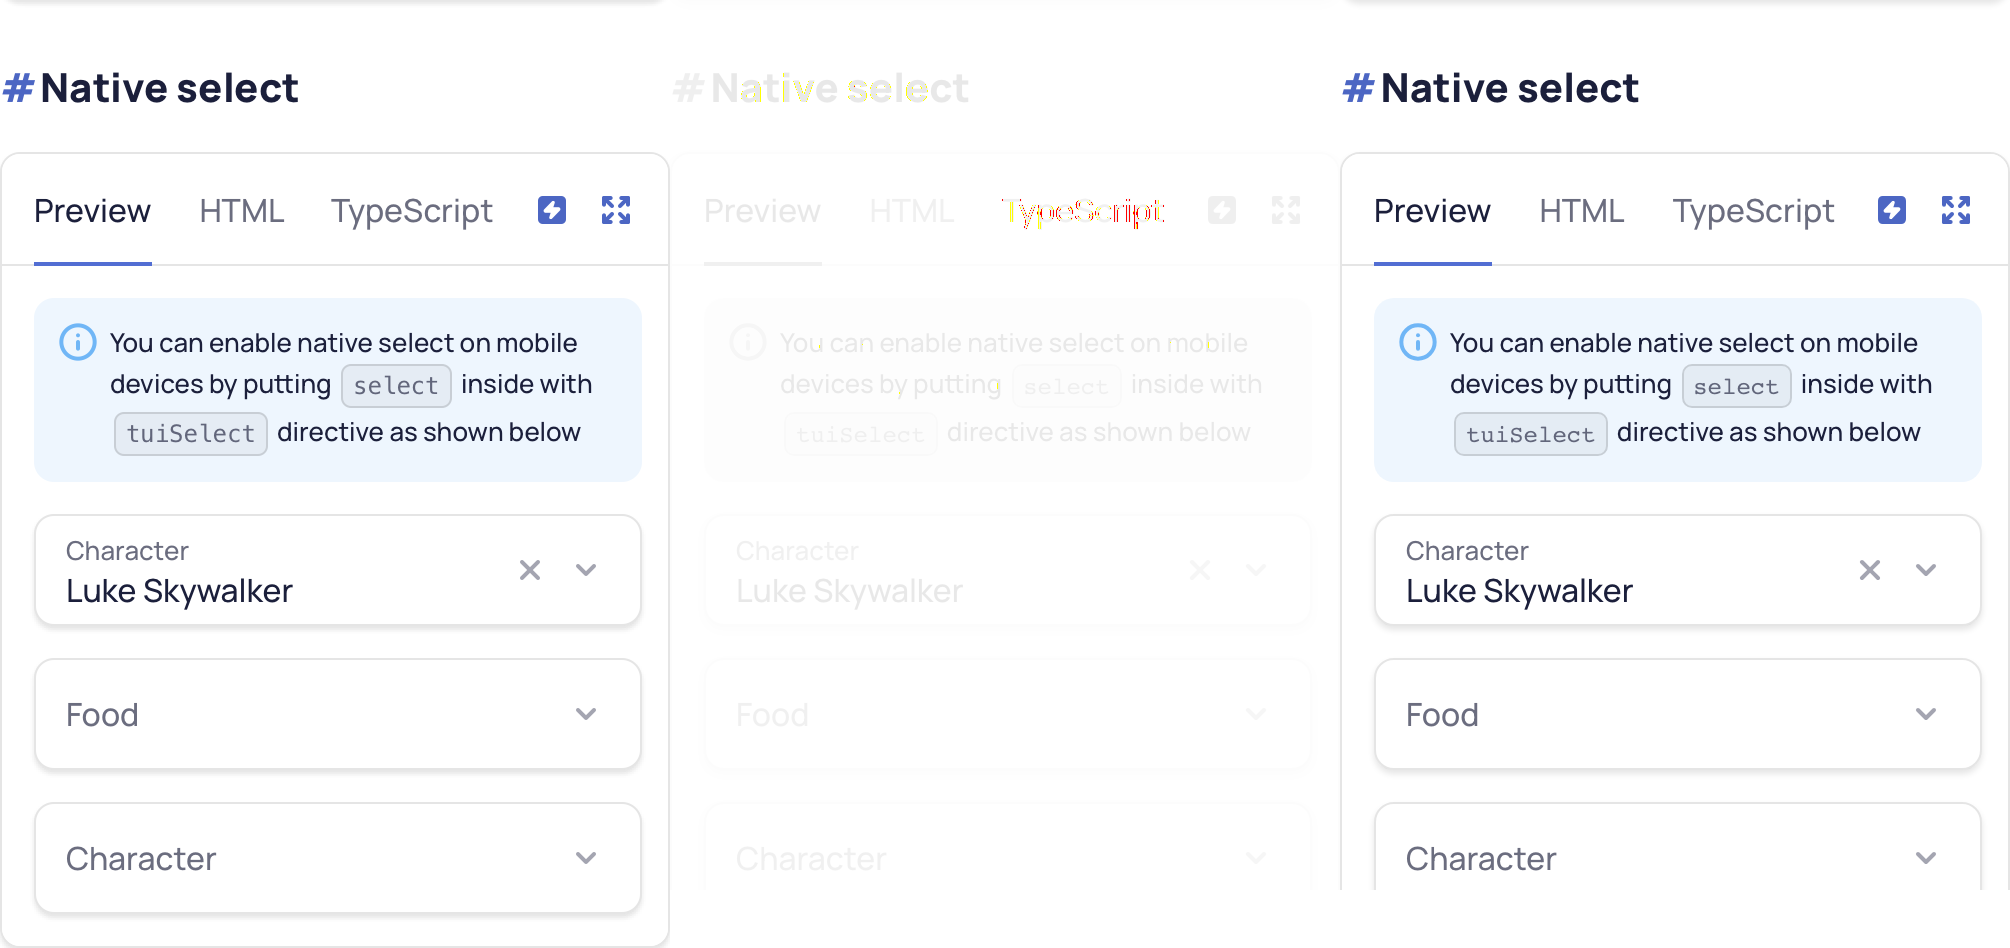 #Native select
Preview HTML TypeScript
You can enable native select on mobile
devices by putting select inside with
tuiSelect directive as shown below
Character
Luke Skywalker
Food
Character
#Native select
Preview HTML TypeScript
You can enable native select on mobile
devices by putting select inside with
tuiSelect directive as shown below
Character
Luke Skywalker
Food
Character
#Native select
Preview HTML TypeScript
You can enable native select on mobile
devices by putting select inside with
tuiSelect directive as shown below
Character
Luke Skywalker
Food
Character